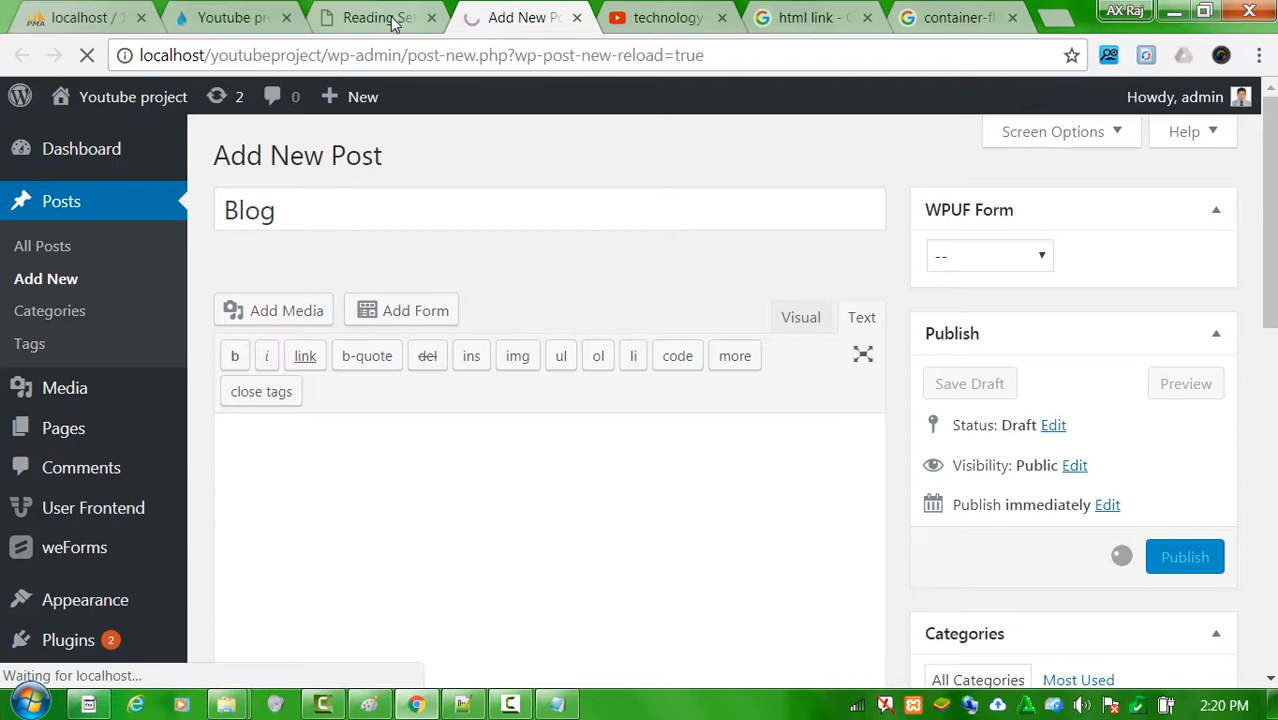 localhost / 1
Youtube pr
Reading Set
Add New Po
technology
html link - G
container-fl
AX Raj
localhost/youtubeproject/wp-admin/post-new.php?wp-post-new-reload=true
Youtube project
2
0
New
Howdy, admin
Screen Options
Help
Dashboard
Posts
All Posts
Add New
Categories
Tags
Media
Pages
Comments
User Frontend
weForms
Appearance
Plugins 2
Add New Post
Blog
Add Media
Add Form
Visual
Text
b
i
link
b-quote
del
ins
img
ul
ol
li
code
more
close tags
WPUF Form
--
Publish
Save Draft
Preview
Status: Draft Edit
Visibility: Public Edit
Publish immediately Edit
Publish
Categories
All Categories
Most Used
Waiting for localhost...
2:20 PM